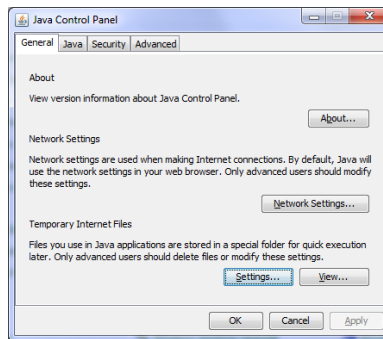 Java Control Panel
General Java Security Advanced
About
View version information about Java Control Panel.
About...
Network Settings
Network settings are used when making Internet connections. By default, Java will
use the network settings in your web browser. Only advanced users should modify
these settings.
Network Settings...
Temporary Internet Files
Files you use in Java applications are stored in a special folder for quick execution
later. Only advanced users should delete files or modify these settings.
Settings... View...
OK Cancel Apply